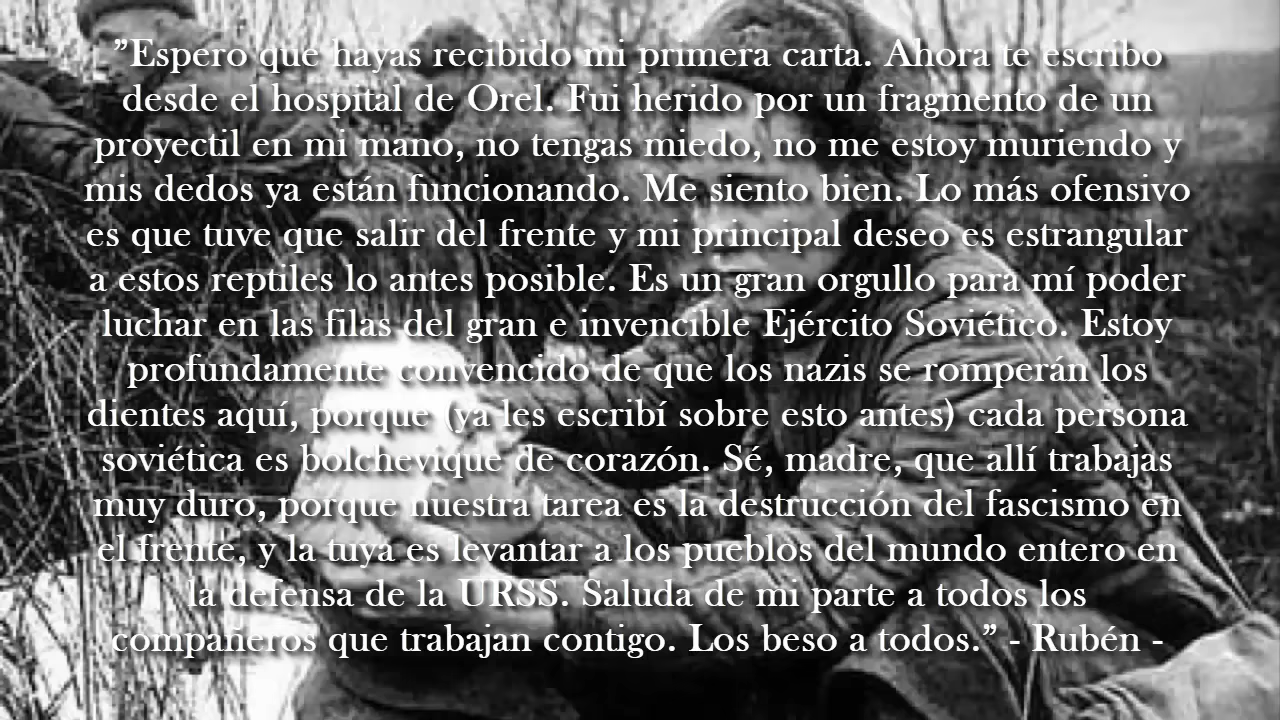 ”Espero que hayas recibido mi primera carta. Ahora te escribo
desde el hospital de Orel. Fui herido por un fragmento de un
proyectil en mi mano, no tengas miedo, no me estoy muriendo y
mis dedos ya están funcionando. Me siento bien. Lo más ofensivo
es que tuve que salir del frente y mi principal deseo es estrangular
a estos reptiles lo antes posible. Es un gran orgullo para mí poder
luchar en las filas del gran e invencible Ejército Soviético. Estoy
profundamente convencido de que los nazis se romperán los
dientes aquí, porque (ya les escribí sobre esto antes) cada persona
soviética es bolchevique de corazón. Sé, madre, que allí trabajas
muy duro, porque nuestra tarea es la destrucción del fascismo en
el frente, y la tuya es levantar a los pueblos del mundo entero en
la defensa de la URSS. Saluda de mi parte a todos los
compañeros que trabajan contigo. Los beso a todos.” - Rubén -